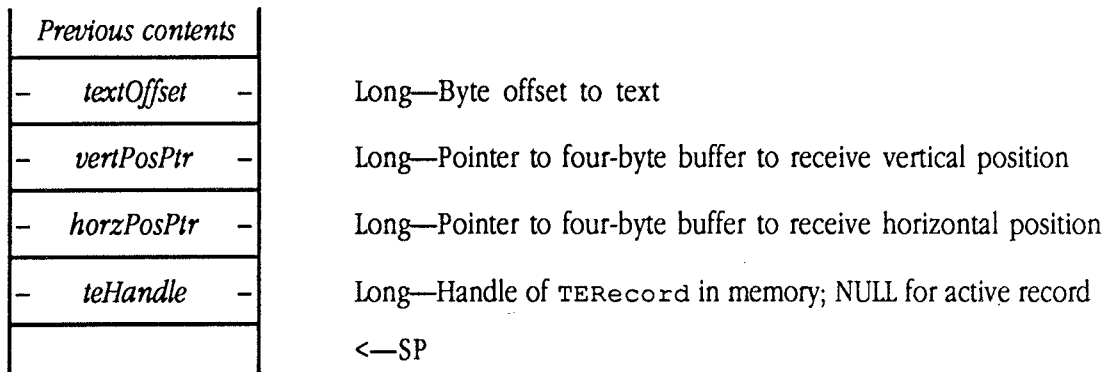 Previous contents
– textOffset – Long—Byte offset to text
– vertPosPtr – Long—Pointer to four-byte buffer to receive vertical position
– horzPosPtr – Long—Pointer to four-byte buffer to receive horizontal position
– teHandle – Long—Handle of TERecord in memory; NULL for active record
<—SP